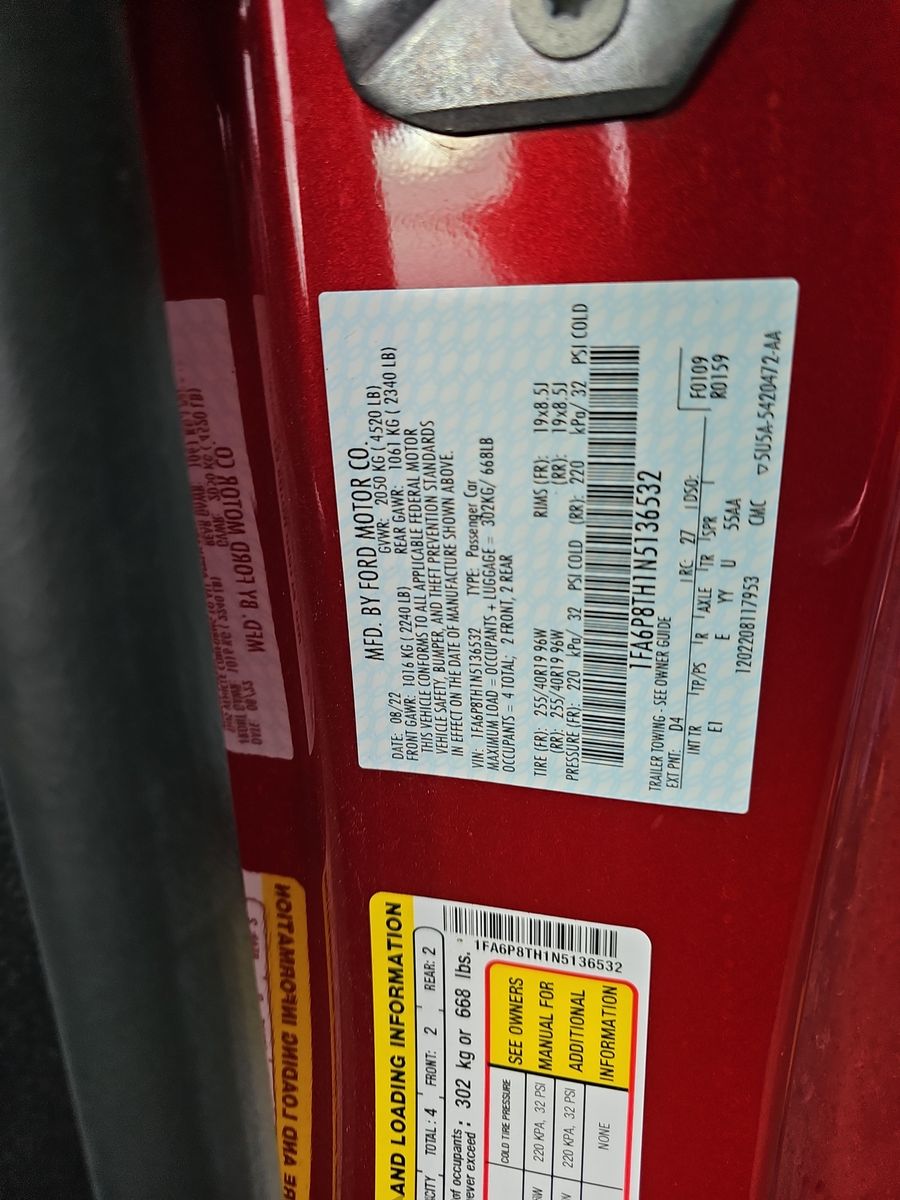 MFD. BY FORD MOTOR CO.
DATE: 08/22 GVWR: 2050 KG ( 4520 LB)
FRONT GAWR: 1016 KG ( 2240 LB) REAR GAWR: 1061 KG ( 2340 LB)
THIS VEHICLE CONFORMS TO ALL APPLICABLE FEDERAL MOTOR
VEHICLE SAFETY, BUMPER, AND THEFT PREVENTION STANDARDS
IN EFFECT ON THE DATE OF MANUFACTURE SHOWN ABOVE.
VIN: 1FA6P8TH1N5136532 TYPE: Passenger Car
MAXIMUM LOAD = OCCUPANTS + LUGGAGE = 302KG/ 668LB
OCCUPANTS = 4 TOTAL; 2 FRONT, 2 REAR
TIRE (FR): 255/40R19 96W RIMS (FR): 19x8.5J
(RR): 255/40R19 96W (RR): 19x8.5J
PRESSURE (FR): 220 kPa/ 32 PSI COLD (RR): 220 kPa/ 32 PSI COLD
1FA6P8TH1N5136532
TRAILER TOWING - SEE OWNER GUIDE
EXT PNT: D4 RC: 27 DSO:
INT TR TP/PS R AXLE TR SPR F0109
EI E YY U 55AA R0159
1202208117953 CMC ▽5U5A-5420472-AA
AND LOADING INFORMATION
CITY TOTAL: 4 FRONT: 2 REAR: 2
of occupants :
never exceed : 302 kg or 668 lbs.
1FA6P8TH1N5136532
COLD TIRE PRESSURE
220 KPA, 32 PSI
220 KPA, 32 PSI
NONE
SEE OWNERS
MANUAL FOR
ADDITIONAL
INFORMATION